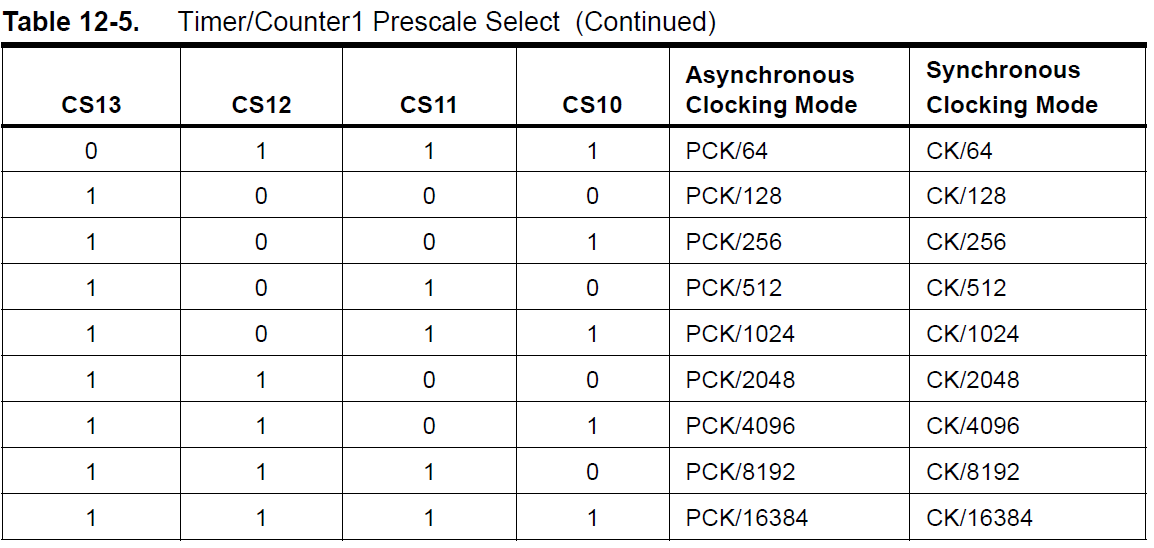 Table 12-5. Timer/Counter1 Prescale Select (Continued)
CS13 CS12 CS11 CS10 Asynchronous Clocking Mode Synchronous Clocking Mode
0 1 1 1 PCK/64 CK/64
1 0 0 0 PCK/128 CK/128
1 0 0 1 PCK/256 CK/256
1 0 1 0 PCK/512 CK/512
1 0 1 1 PCK/1024 CK/1024
1 1 0 0 PCK/2048 CK/2048
1 1 0 1 PCK/4096 CK/4096
1 1 1 0 PCK/8192 CK/8192
1 1 1 1 PCK/16384 CK/16384